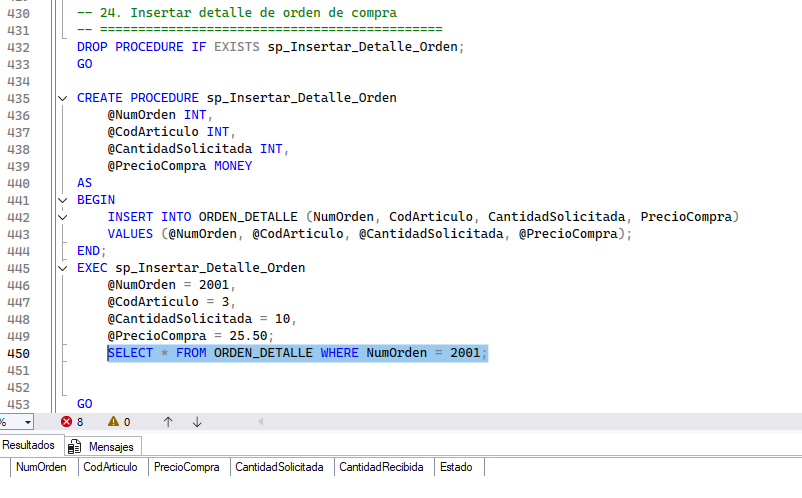 430 -- 24. Insertar detalle de orden de compra
431 -- =============================================
432 DROP PROCEDURE IF EXISTS sp_Insertar_Detalle_Orden;
433 GO
434
435 CREATE PROCEDURE sp_Insertar_Detalle_Orden
436 @NumOrden INT,
437 @CodArticulo INT,
438 @CantidadSolicitada INT,
439 @PrecioCompra MONEY
440 AS
441 BEGIN
442 INSERT INTO ORDEN_DETALLE (NumOrden, CodArticulo, CantidadSolicitada, PrecioCompra)
443 VALUES (@NumOrden, @CodArticulo, @CantidadSolicitada, @PrecioCompra);
444 END;
445 EXEC sp_Insertar_Detalle_Orden
446 @NumOrden = 2001,
447 @CodArticulo = 3,
448 @CantidadSolicitada = 10,
449 @PrecioCompra = 25.50;
450 SELECT * FROM ORDEN_DETALLE WHERE NumOrden = 2001;
451
452
453 GO
% 8 0
Resultados Mensajes
NumOrden CodArticulo PrecioCompra CantidadSolicitada CantidadRecibida Estado